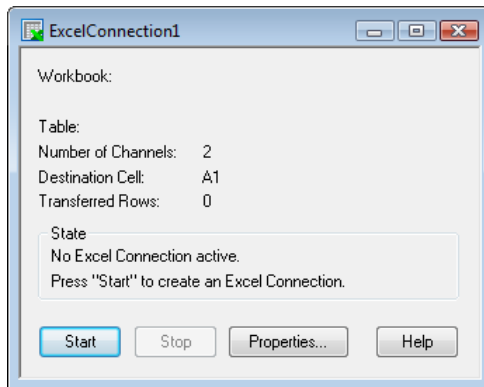 ExcelConnection1
Workbook:
Table:
Number of Channels: 2
Destination Cell: A1
Transferred Rows: 0
State
No Excel Connection active.
Press "Start" to create an Excel Connection.
Start Stop Properties... Help